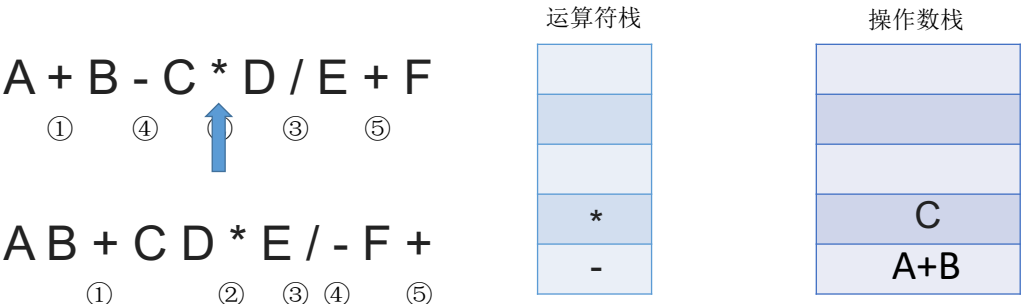 运算符栈
操作数栈
A + B - C * D / E + F
① ④ ③ ⑤
A B + C D * E / - F +
① ② ③ ④ ⑤
*
-
C
A+B